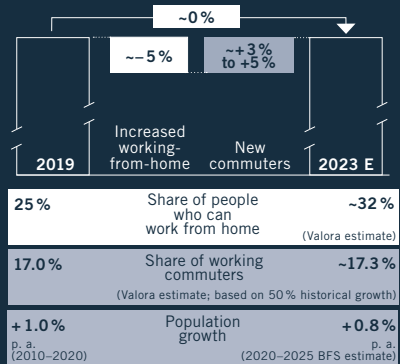 ~0 %
~– 5 %
~+3 %
to +5 %
Increased
working-
from-home
New
commuters
2019
2023 E
25 %
Share of people
who can
work from home
~32 %
(Valora estimate)
17.0 %
Share of working
commuters
~17.3 %
(Valora estimate; based on 50 % historical growth)
+ 1.0 %
p. a.
(2010–2020)
Population
growth
+0.8 %
p. a.
(2020–2025 BFS estimate)